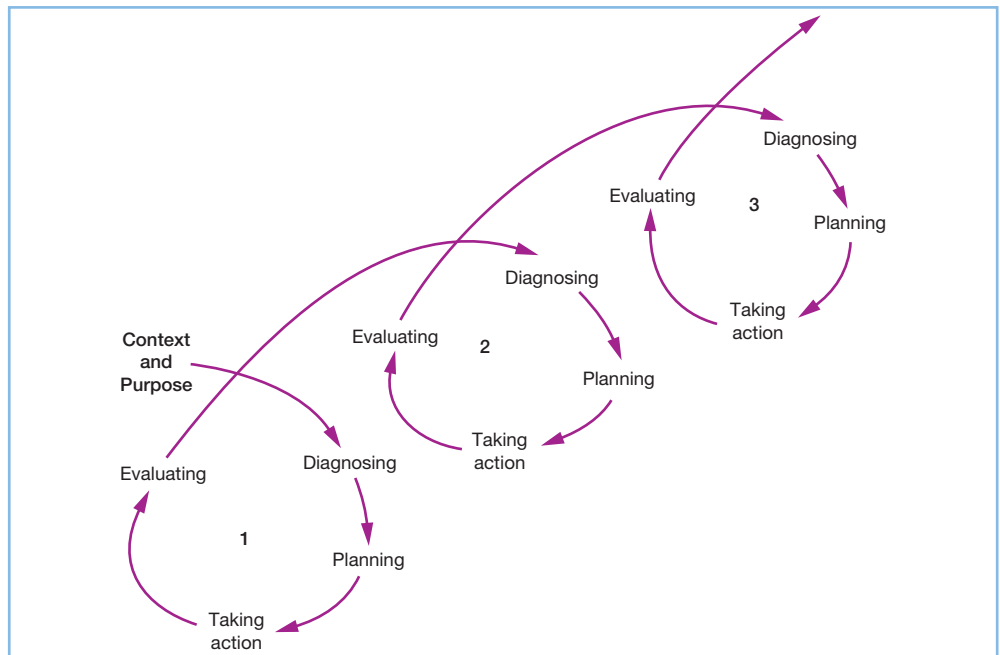 Diagnosing
Evaluating
3
Planning
Taking
action
Diagnosing
Evaluating
2
Planning
Taking
action
Context
and
Purpose
Diagnosing
Evaluating
1
Planning
Taking
action